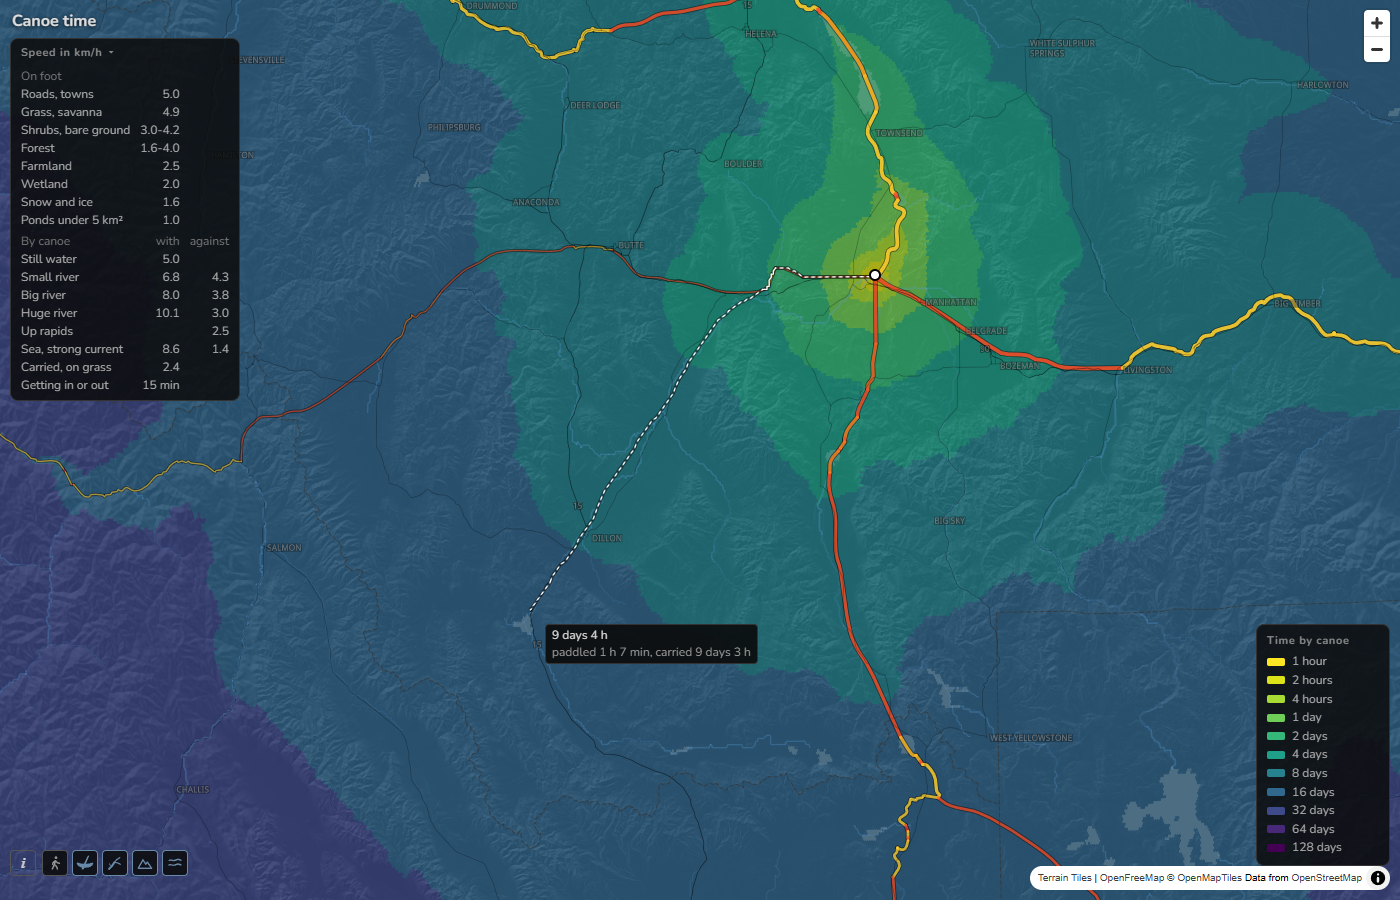 Canoe time
Speed in km/h
On foot
Roads, towns 5.0
Grass, savanna 4.9
Shrubs, bare ground 3.0-4.2
Forest 1.6-4.0
Farmland 2.5
Wetland 2.0
Snow and ice 1.6
Ponds under 5 km² 1.0
By canoe with against
Still water 5.0
Small river 6.8 4.3
Big river 8.0 3.8
Huge river 10.1 3.0
Up rapids 2.5
Sea, strong current 8.6 1.4
Carried, on grass 2.4
Getting in or out 15 min
DRUMMOND
15
HELENA
WHITE SULPHUR
SPRINGS
EVENSVILLE
HARLOWTON
DEER LODGE
PHILIPSBURG
TOWNSEND
BOULDER
ANACONDA
BUTTE
MANHATTAN
BIG TIMBER
BELGRADE
90
BOZEMAN
LIVINGSTON
15
BIG SKY
DILLON
SALMON
9 days 4 h
paddled 1 h 7 min, carried 9 days 3 h
15
WEST YELLOWSTONE
CHALLIS
Time by canoe
1 hour
2 hours
4 hours
1 day
2 days
4 days
8 days
16 days
32 days
64 days
128 days
i
Terrain Tiles | OpenFreeMap © OpenMapTiles Data from OpenStreetMap